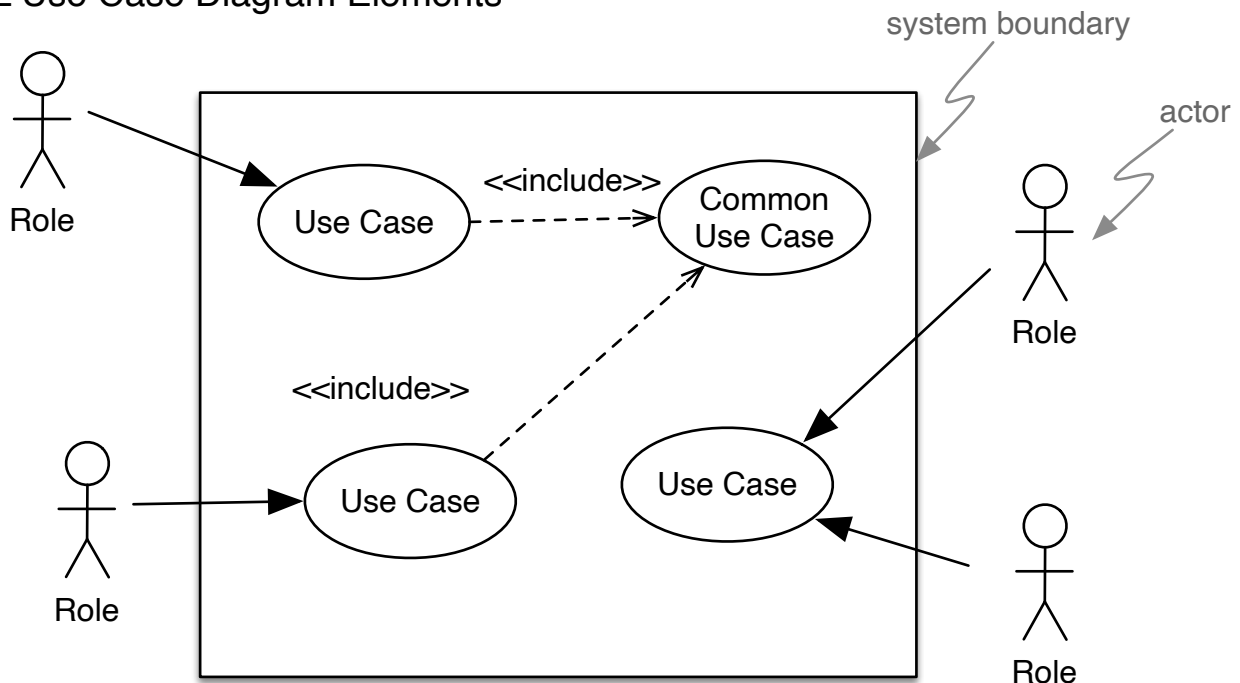 Use Case Diagram Elements
system boundary
actor
Role
Use Case
<<include>>
Common
Use Case
Role
<<include>>
Use Case
Use Case
Role
Role